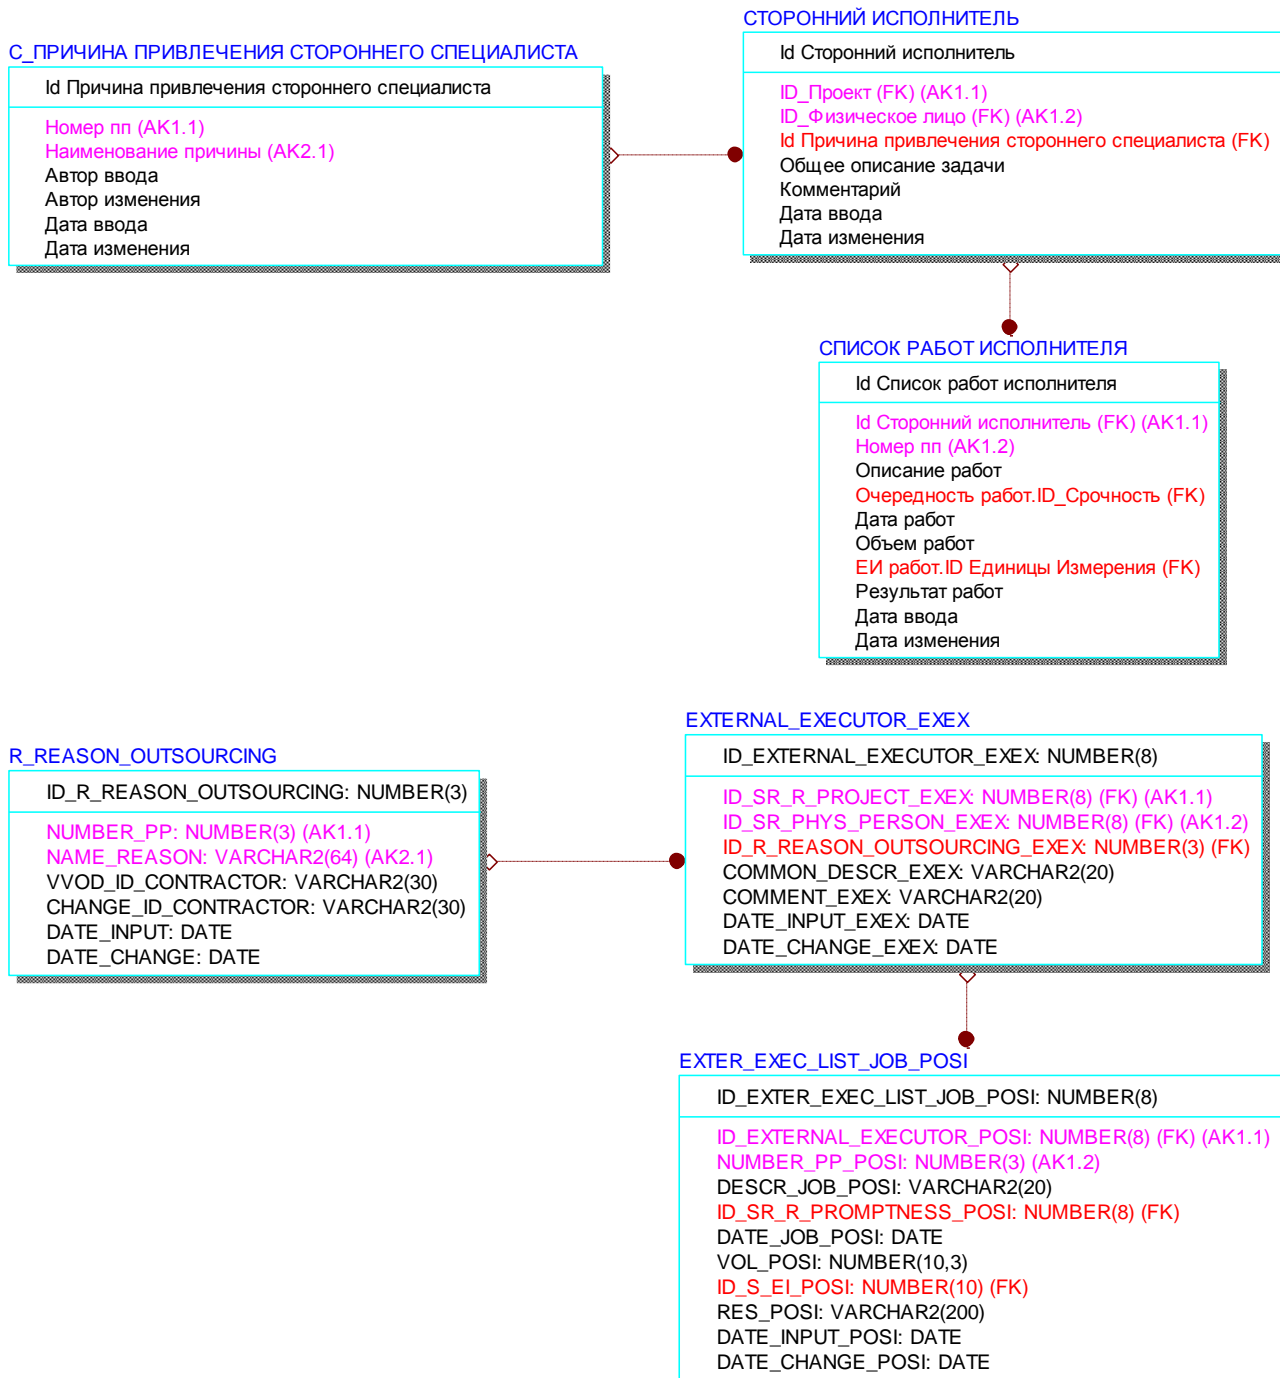 С_ПРИЧИНА ПРИВЛЕЧЕНИЯ СТОРОННЕГО СПЕЦИАЛИСТА
Id Причина привлечения стороннего специалиста
Номер пп (AK1.1)
Наименование причины (AK2.1)
Автор ввода
Автор изменения
Дата ввода
Дата изменения
СТОРОННИЙ ИСПОЛНИТЕЛЬ
Id Сторонний исполнитель
ID_Проект (FK) (AK1.1)
ID_Физическое лицо (FK) (AK1.2)
Id Причина привлечения стороннего специалиста (FK)
Общее описание задачи
Комментарий
Дата ввода
Дата изменения
СПИСОК РАБОТ ИСПОЛНИТЕЛЯ
Id Список работ исполнителя
Id Сторонний исполнитель (FK) (AK1.1)
Номер пп (AK1.2)
Описание работ
Очередность работ.ID_Срочность (FK)
Дата работ
Объем работ
ЕИ работ.ID Единицы Измерения (FK)
Результат работ
Дата ввода
Дата изменения
R_REASON_OUTSOURCING
ID_R_REASON_OUTSOURCING: NUMBER(3)
NUMBER_PP: NUMBER(3) (AK1.1)
NAME_REASON: VARCHAR2(64) (AK2.1)
VVOD_ID_CONTRACTOR: VARCHAR2(30)
CHANGE_ID_CONTRACTOR: VARCHAR2(30)
DATE_INPUT: DATE
DATE_CHANGE: DATE
EXTERNAL_EXECUTOR_EXEX
ID_EXTERNAL_EXECUTOR_EXEX: NUMBER(8)
ID_SR_R_PROJECT_EXEX: NUMBER(8) (FK) (AK1.1)
ID_SR_PHYS_PERSON_EXEX: NUMBER(8) (FK) (AK1.2)
ID_R_REASON_OUTSOURCING_EXEX: NUMBER(3) (FK)
COMMON_DESCR_EXEX: VARCHAR2(20)
COMMENT_EXEX: VARCHAR2(20)
DATE_INPUT_EXEX: DATE
DATE_CHANGE_EXEX: DATE
EXTER_EXEC_LIST_JOB_POSI
ID_EXTER_EXEC_LIST_JOB_POSI: NUMBER(8)
ID_EXTERNAL_EXECUTOR_POSI: NUMBER(8) (FK) (AK1.1)
NUMBER_PP_POSI: NUMBER(3) (AK1.2)
DESCR_JOB_POSI: VARCHAR2(20)
ID_SR_R_PROMPTNESS_POSI: NUMBER(8) (FK)
DATE_JOB_POSI: DATE
VOL_POSI: NUMBER(10,3)
ID_S_EI_POSI: NUMBER(10) (FK)
RES_POSI: VARCHAR2(200)
DATE_INPUT_POSI: DATE
DATE_CHANGE_POSI: DATE